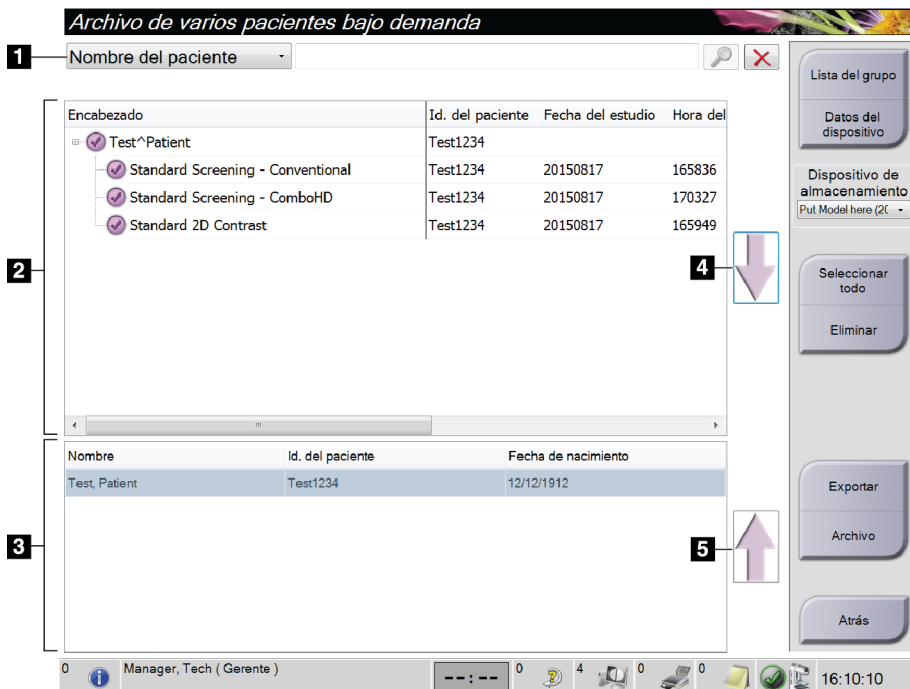 Archivo de varios pacientes bajo demanda
1
Nombre del paciente
Lista del grupo
Datos del
dispositivo
Dispositivo de
almacenamiento
Put Model here (20
Seleccionar
todo
Eliminar
Exportar
Archivo
Atrás
2
Encabezado Id. del paciente Fecha del estudio Hora del
Test^Patient Test1234
Standard Screening - Conventional Test1234 20150817 165836
Standard Screening - ComboHD Test1234 20150817 170327
Standard 2D Contrast Test1234 20150817 165949
4
3
Nombre Id. del paciente Fecha de nacimiento
Test, Patient Test1234 12/12/1912
5
0 Manager, Tech ( Gerente ) --:-- 0 4 0 0 16:10:10